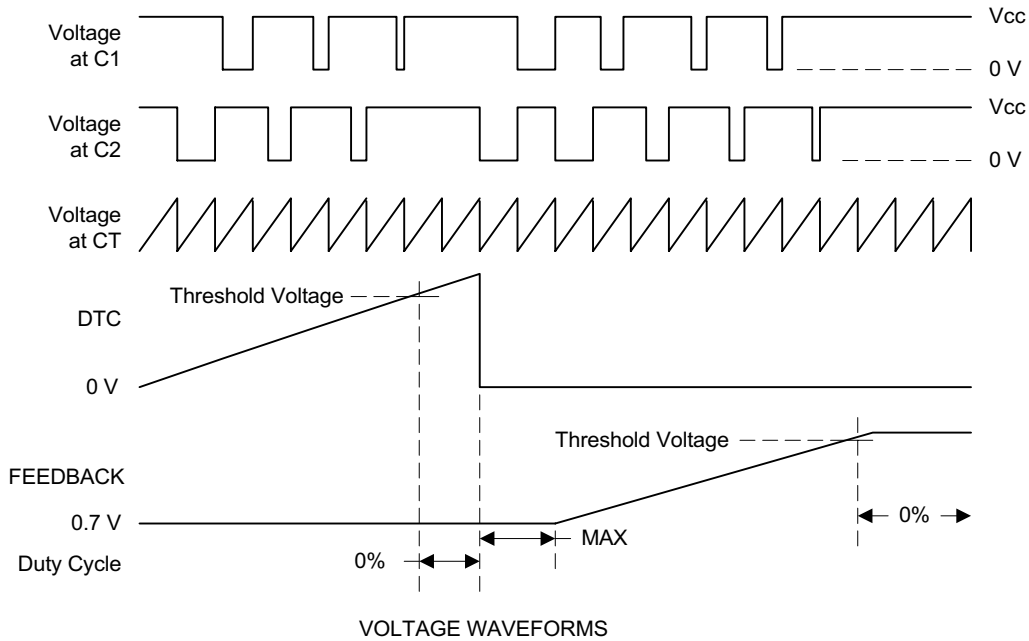 Voltage
at C1
Vcc
0 V
Voltage
at C2
Vcc
0 V
Voltage
at CT
Threshold Voltage
DTC
0 V
Threshold Voltage
FEEDBACK
0.7 V
0%
MAX
Duty Cycle
0%
VOLTAGE WAVEFORMS